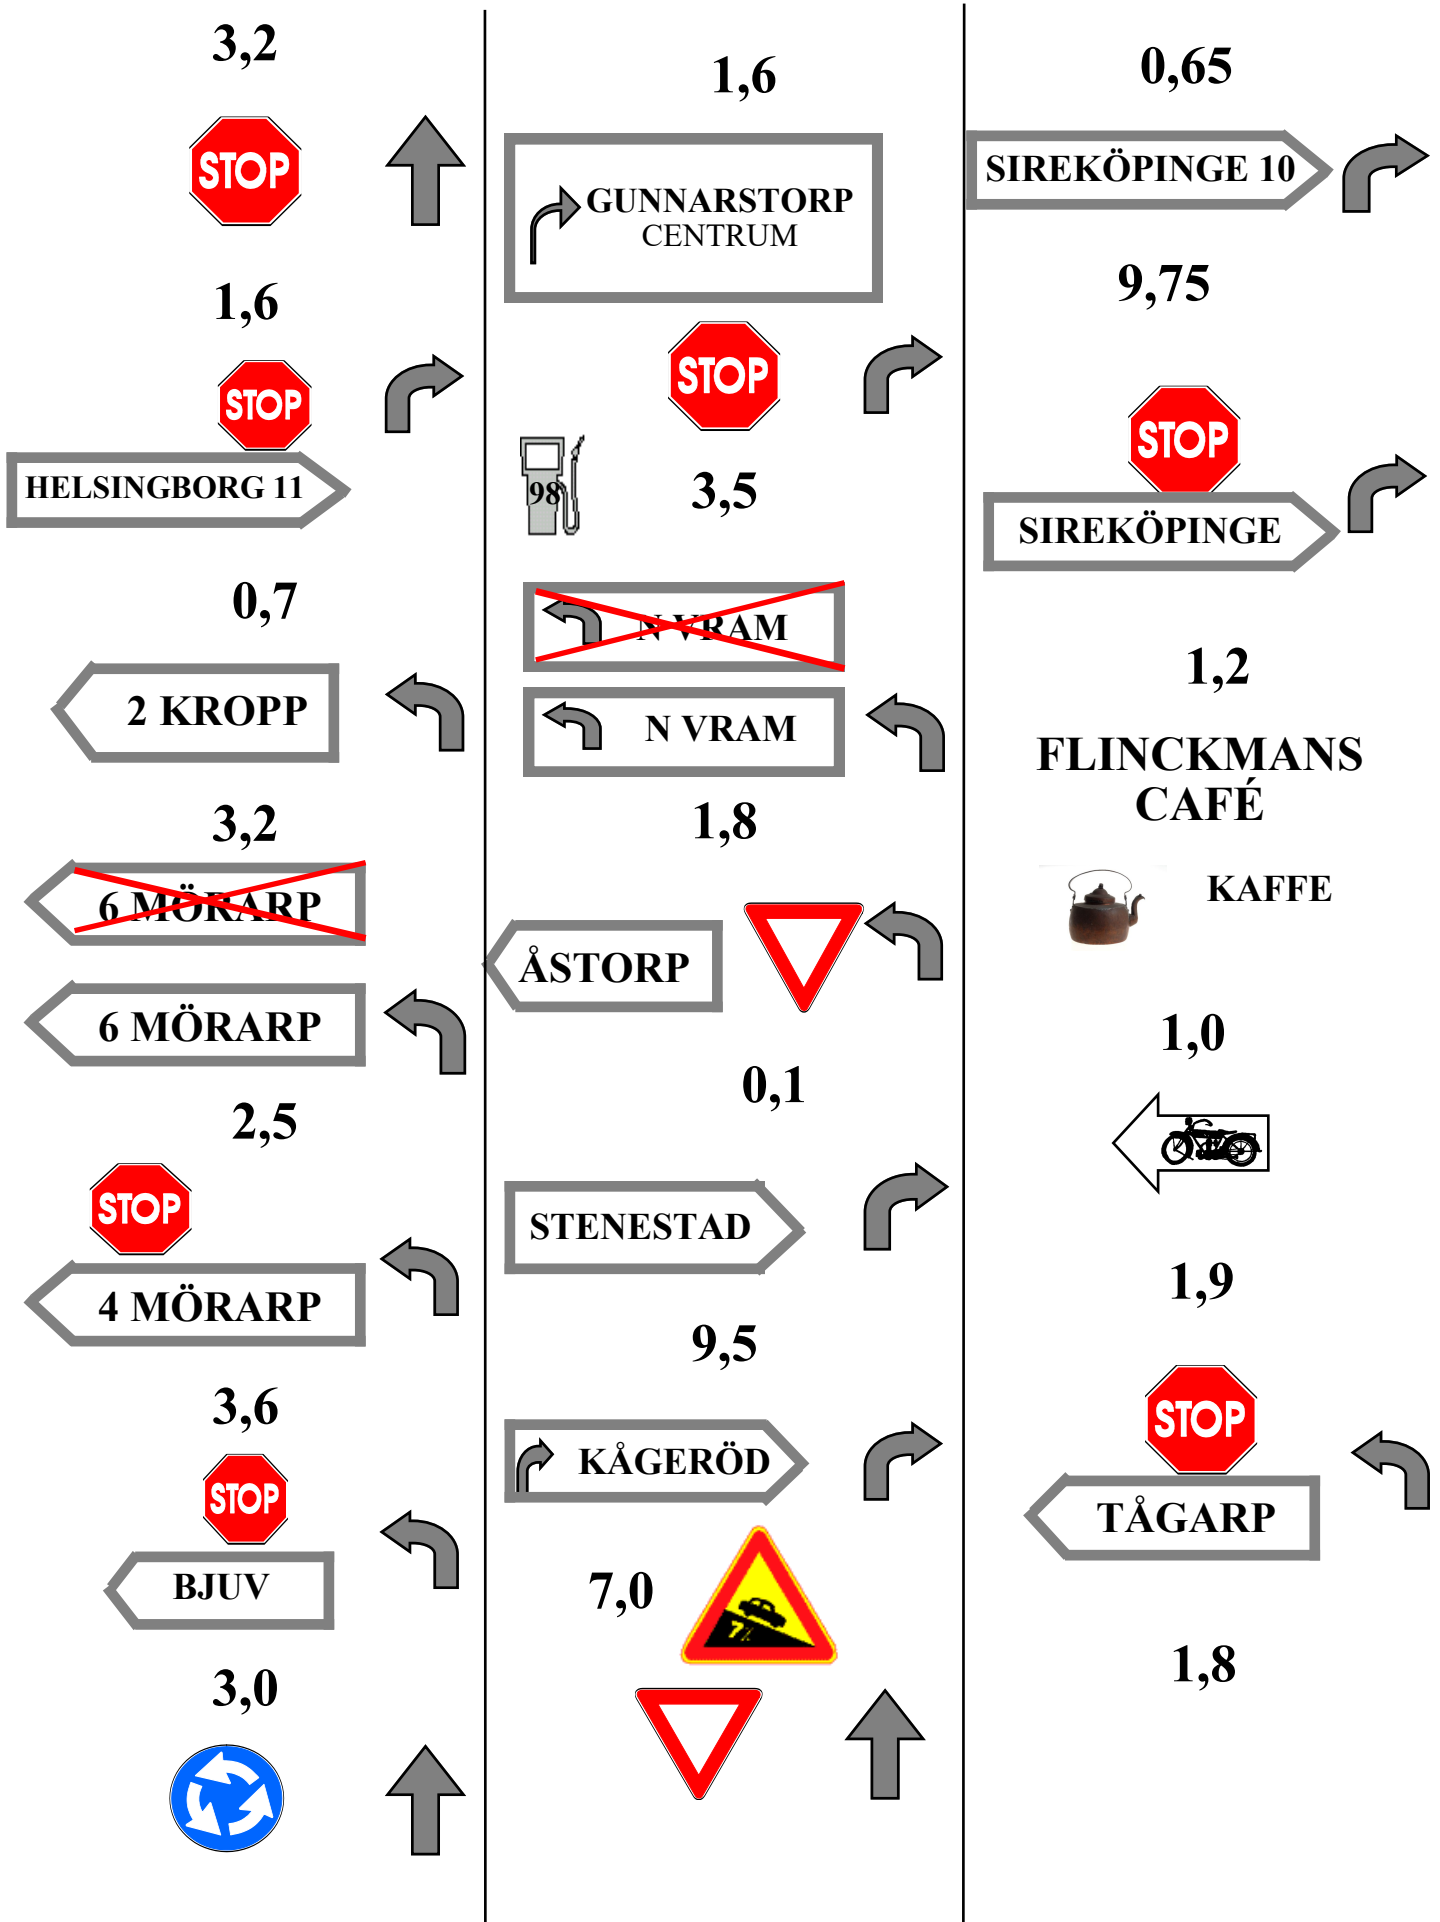 3,2
STOP
1,6
STOP
HELSINGBORG 11
0,7
2 KROPP
3,2
6 MÖRARP
6 MÖRARP
2,5
STOP
4 MÖRARP
3,6
STOP
BJUV
3,0
1,6
GUNNARSTORP
CENTRUM
STOP
98
3,5
N VRAM
N VRAM
1,8
ÅSTORP
0,1
STENESTAD
9,5
KÅGERÖD
7,0
7%
0,65
SIREKÖPINGE 10
9,75
STOP
SIREKÖPINGE
1,2
FLINCKMANS
CAFÉ
KAFFE
1,0
1,9
STOP
TÅGARP
1,8